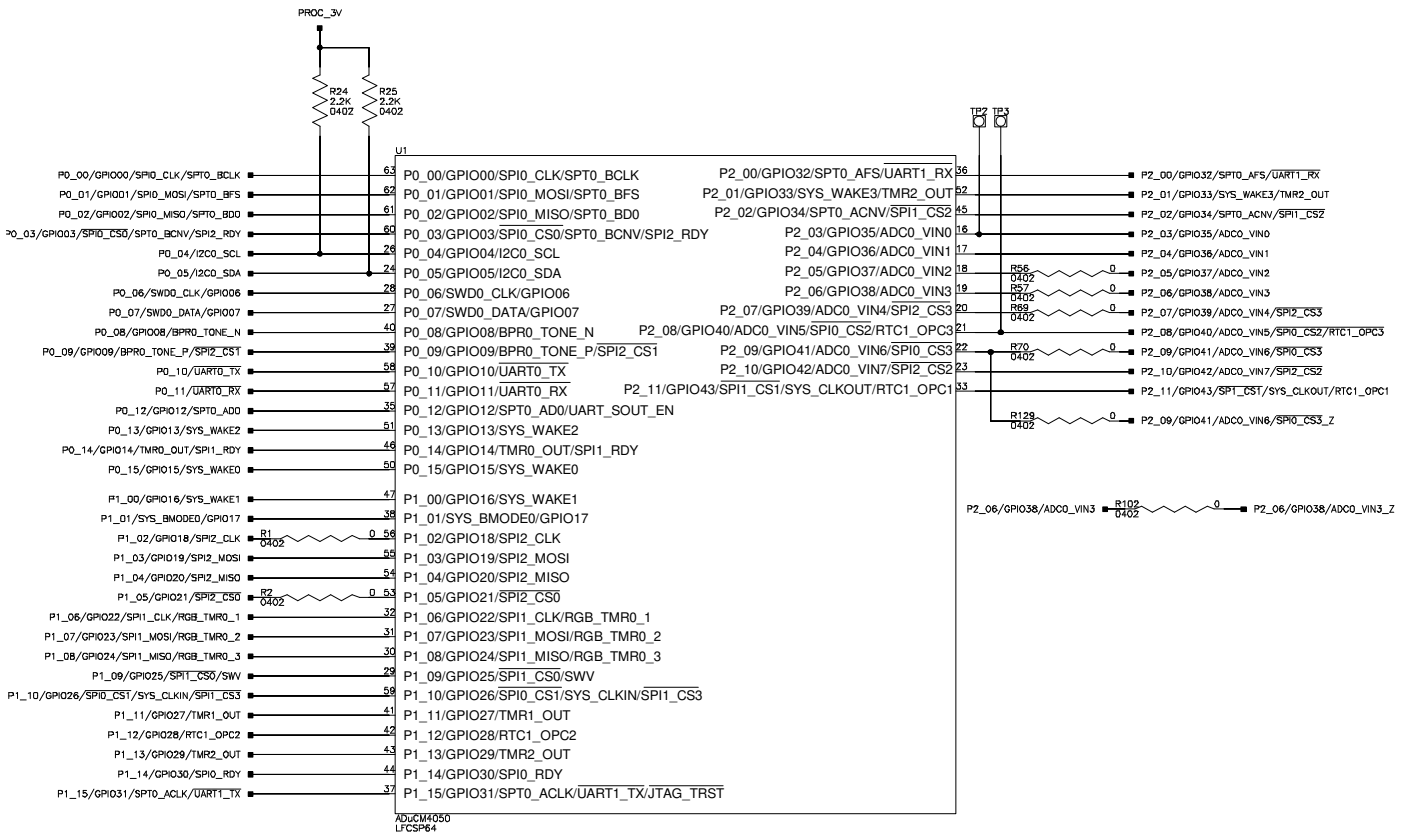 PROC_3V
R24
2.2K
0402
R25
2.2K
0402
TP2 TP3
U1
P0_00/GPIO00/SPI0_CLK/SPT0_BCLK 63 P0_00/GPIO00/SPI0_CLK/SPT0_BCLK
P0_01/GPIO01/SPI0_MOSI/SPT0_BFS 62 P0_01/GPIO01/SPI0_MOSI/SPT0_BFS
P0_02/GPIO02/SPI0_MISO/SPT0_BD0 61 P0_02/GPIO02/SPI0_MISO/SPT0_BD0
P0_03/GPIO03/SPI0_CS0/SPT0_BCNV/SPI2_RDY 60 P0_03/GPIO03/SPI0_CS0/SPT0_BCNV/SPI2_RDY
P0_04/I2C0_SCL 26 P0_04/GPIO04/I2C0_SCL
P0_05/I2C0_SDA 24 P0_05/GPIO05/I2C0_SDA
P0_06/SWD0_CLK/GPIO06 28 P0_06/SWD0_CLK/GPIO06
P0_07/SWD0_DATA/GPIO07 27 P0_07/SWD0_DATA/GPIO07
P0_08/GPIO08/BPR0_TONE_N 40 P0_08/GPIO08/BPR0_TONE_N
P0_09/GPIO09/BPR0_TONE_P/SPI2_CS1 39 P0_09/GPIO09/BPR0_TONE_P/SPI2_CS1
P0_10/UART0_TX 58 P0_10/GPIO10/UART0_TX
P0_11/UART0_RX 57 P0_11/GPIO11/UART0_RX
P0_12/GPIO12/SPT0_AD0 35 P0_12/GPIO12/SPT0_AD0/UART_SOUT_EN
P0_13/GPIO13/SYS_WAKE2 51 P0_13/GPIO13/SYS_WAKE2
P0_14/GPIO14/TMR0_OUT/SPI1_RDY 46 P0_14/GPIO14/TMR0_OUT/SPI1_RDY
P0_15/GPIO15/SYS_WAKE0 50 P0_15/GPIO15/SYS_WAKE0
P1_00/GPIO16/SYS_WAKE1 47 P1_00/GPIO16/SYS_WAKE1
P1_01/SYS_BMODE0/GPIO17 38 P1_01/SYS_BMODE0/GPIO17
P1_02/GPIO18/SPI2_CLK R1 0402 0 56 P1_02/GPIO18/SPI2_CLK
P1_03/GPIO19/SPI2_MOSI 55 P1_03/GPIO19/SPI2_MOSI
P1_04/GPIO20/SPI2_MISO 54 P1_04/GPIO20/SPI2_MISO
P1_05/GPIO21/SPI2_CS0 R2 0402 0 53 P1_05/GPIO21/SPI2_CS0
P1_06/GPIO22/SPI1_CLK/RGB_TMR0_1 32 P1_06/GPIO22/SPI1_CLK/RGB_TMR0_1
P1_07/GPIO23/SPI1_MOSI/RGB_TMR0_2 31 P1_07/GPIO23/SPI1_MOSI/RGB_TMR0_2
P1_08/GPIO24/SPI1_MISO/RGB_TMR0_3 30 P1_08/GPIO24/SPI1_MISO/RGB_TMR0_3
P1_09/GPIO25/SPI1_CS0/SWV 29 P1_09/GPIO25/SPI1_CS0/SWV
P1_10/GPIO26/SPI0_CS1/SYS_CLKIN/SPI1_CS3 59 P1_10/GPIO26/SPI0_CS1/SYS_CLKIN/SPI1_CS3
P1_11/GPIO27/TMR1_OUT 41 P1_11/GPIO27/TMR1_OUT
P1_12/GPIO28/RTC1_OPC2 42 P1_12/GPIO28/RTC1_OPC2
P1_13/GPIO29/TMR2_OUT 43 P1_13/GPIO29/TMR2_OUT
P1_14/GPIO30/SPI0_RDY 44 P1_14/GPIO30/SPI0_RDY
P1_15/GPIO31/SPT0_ACLK/UART1_TX 37 P1_15/GPIO31/SPT0_ACLK/UART1_TX/JTAG_TRST
ADuCM4050
LFCSP64
P2_00/GPIO32/SPT0_AFS/UART1_RX 36 P2_00/GPIO32/SPT0_AFS/UART1_RX
P2_01/GPIO33/SYS_WAKE3/TMR2_OUT 52 P2_01/GPIO33/SYS_WAKE3/TMR2_OUT
P2_02/GPIO34/SPT0_ACNV/SPI1_CS2 45 P2_02/GPIO34/SPT0_ACNV/SPI1_CS2
P2_03/GPIO35/ADC0_VIN0 16 P2_03/GPIO35/ADC0_VIN0
P2_04/GPIO36/ADC0_VIN1 17 P2_04/GPIO36/ADC0_VIN1
P2_05/GPIO37/ADC0_VIN2 18 R56 0402 0 P2_05/GPIO37/ADC0_VIN2
P2_06/GPIO38/ADC0_VIN3 19 R57 0402 0 P2_06/GPIO38/ADC0_VIN3
P2_07/GPIO39/ADC0_VIN4/SPI2_CS3 20 R69 0402 0 P2_07/GPIO39/ADC0_VIN4/SPI2_CS3
P2_08/GPIO40/ADC0_VIN5/SPI0_CS2/RTC1_OPC3 21 P2_08/GPIO40/ADC0_VIN5/SPI0_CS2/RTC1_OPC3
P2_09/GPIO41/ADC0_VIN6/SPI0_CS3 22 R70 0402 0 P2_09/GPIO41/ADC0_VIN6/SPI0_CS3
P2_10/GPIO42/ADC0_VIN7/SPI2_CS2 23 P2_10/GPIO42/ADC0_VIN7/SPI2_CS2
P2_11/GPIO43/SPI1_CS1/SYS_CLKOUT/RTC1_OPC1 33 P2_11/GPIO43/SP1_CS1/SYS_CLKOUT/RTC1_OPC1
R129 0402 0 P2_09/GPIO41/ADC0_VIN6/SPI0_CS3_Z
P2_06/GPIO38/ADC0_VIN3 R102 0402 0 P2_06/GPIO38/ADC0_VIN3_Z